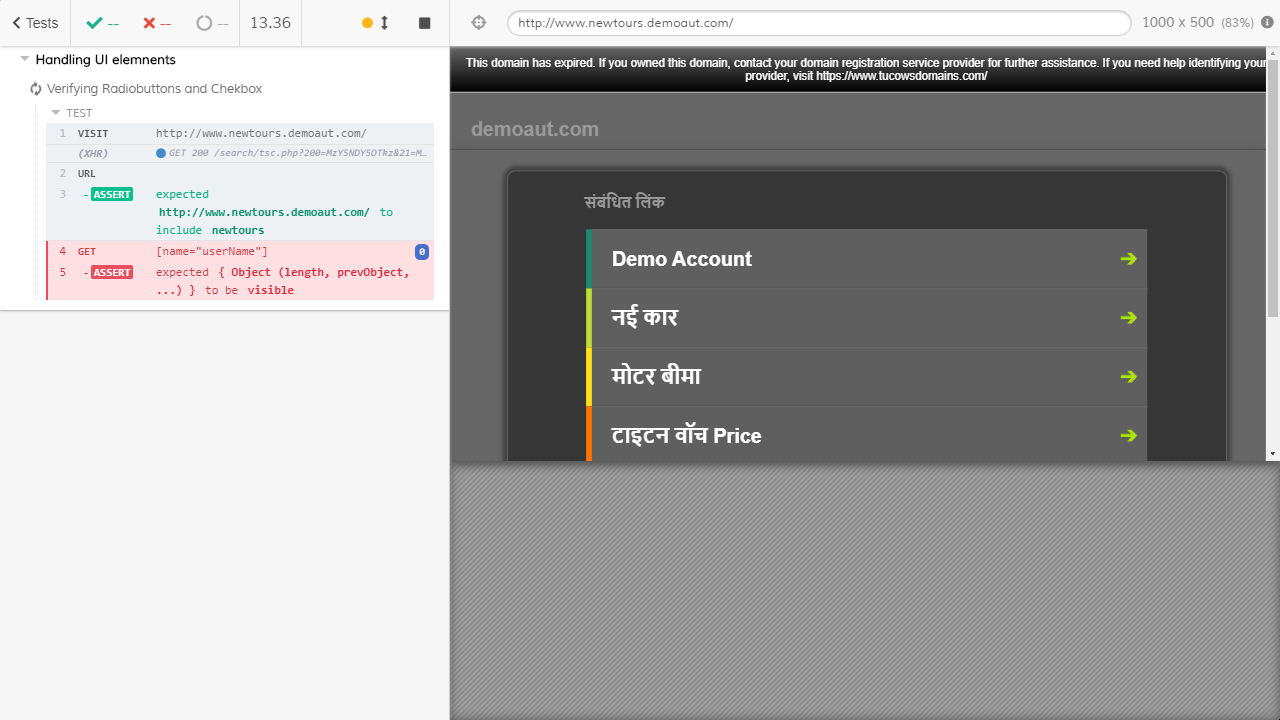 Tests
--
--
--
13.36
http://www.newtours.demoaut.com/
1000 x 500 (83%)
Handling UI elemnents
Verifying Radiobuttons and Chekbox
TEST
1 VISIT http://www.newtours.demoaut.com/
(XHR) GET 200 /search/tsc.php?200=MzY5NDY5OTkz&21=M…
2 URL
3 - ASSERT expected
http://www.newtours.demoaut.com/ to
include newtours
4 GET [name="userName"] 0
5 - ASSERT expected { Object (length, prevObject,
...) } to be visible
This domain has expired. If you owned this domain, contact your domain registration service provider for further assistance. If you need help identifying your
provider, visit https://www.tucowsdomains.com/
demoaut.com
संबंधित लिंक
Demo Account
नई कार
मोटर बीमा
टाइटन वॉच Price